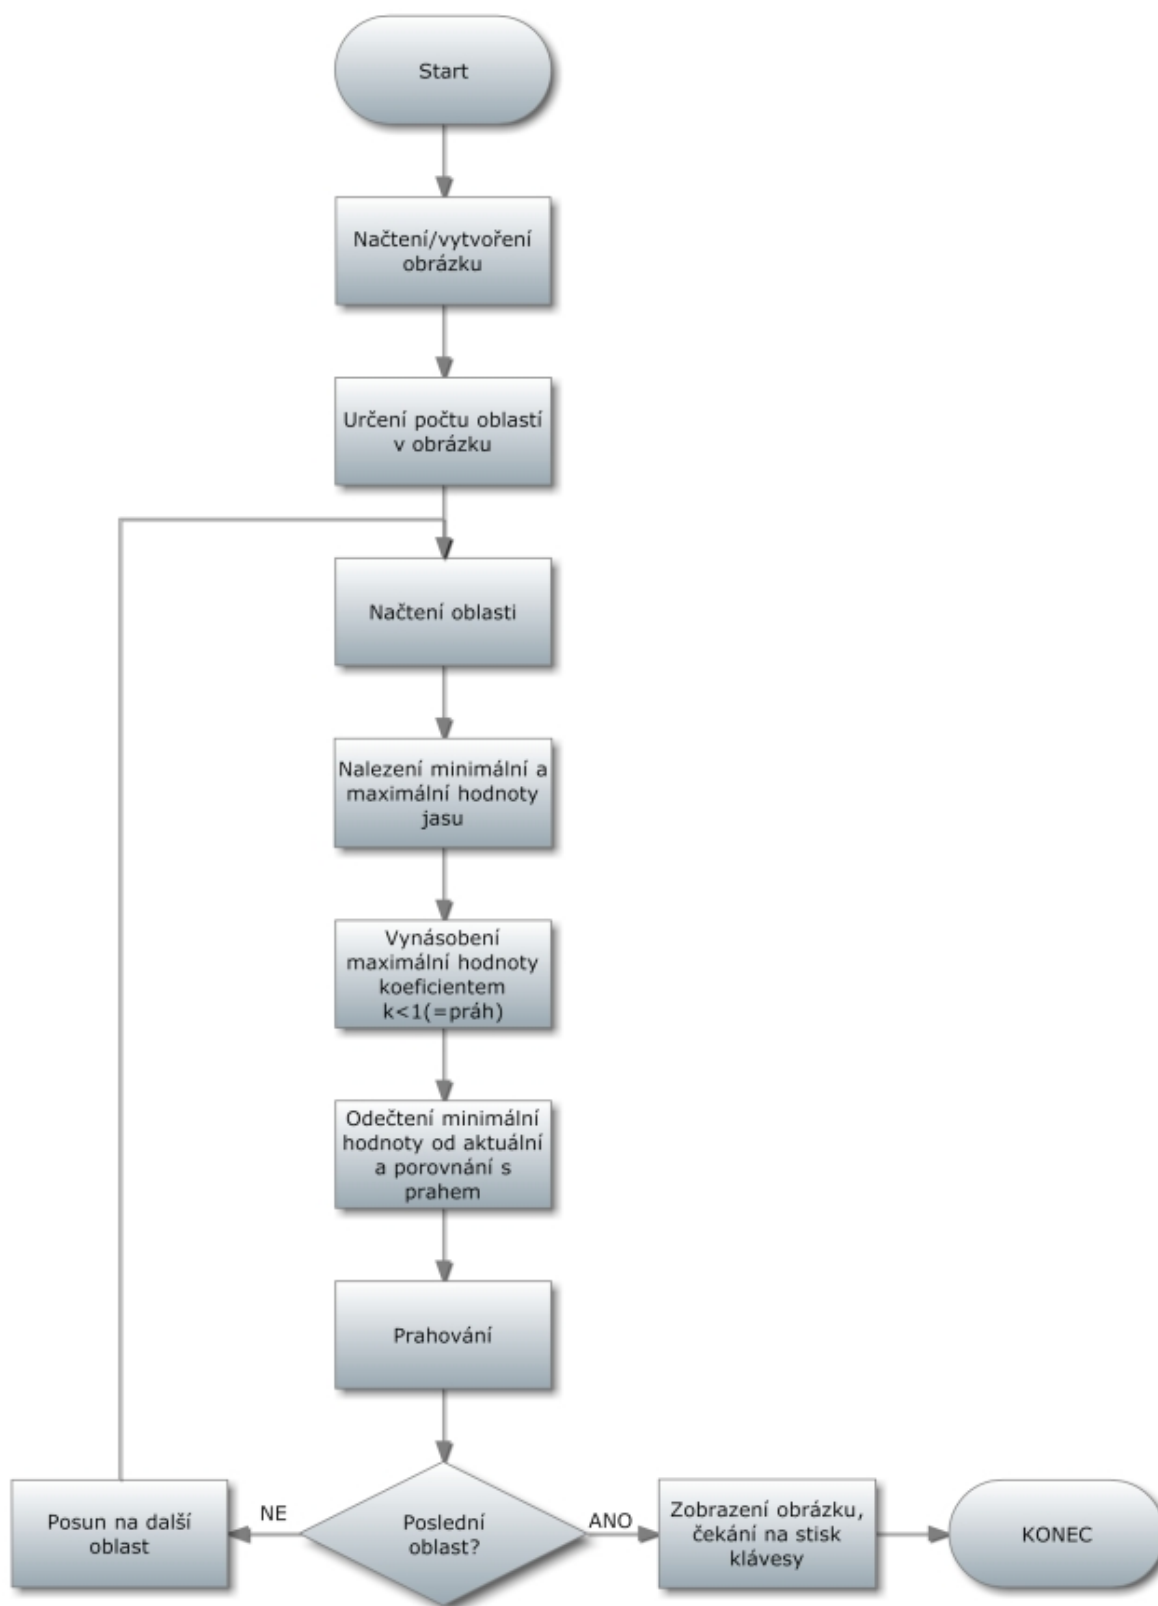 Start
Načtení/vytvoření
obrázku
Určení počtu oblastí
v obrázku
Načtení oblasti
Nalezení minimální a
maximální hodnoty
jasu
Vynásobení
maximální hodnoty
koeficientem
k<1(=práh)
Odečtení minimální
hodnoty od aktuální
a porovnání s
prahem
Prahování
Poslední
oblast?
NE
Posun na další
oblast
ANO
Zobrazení obrázku,
čekání na stisk
klávesy
KONEC